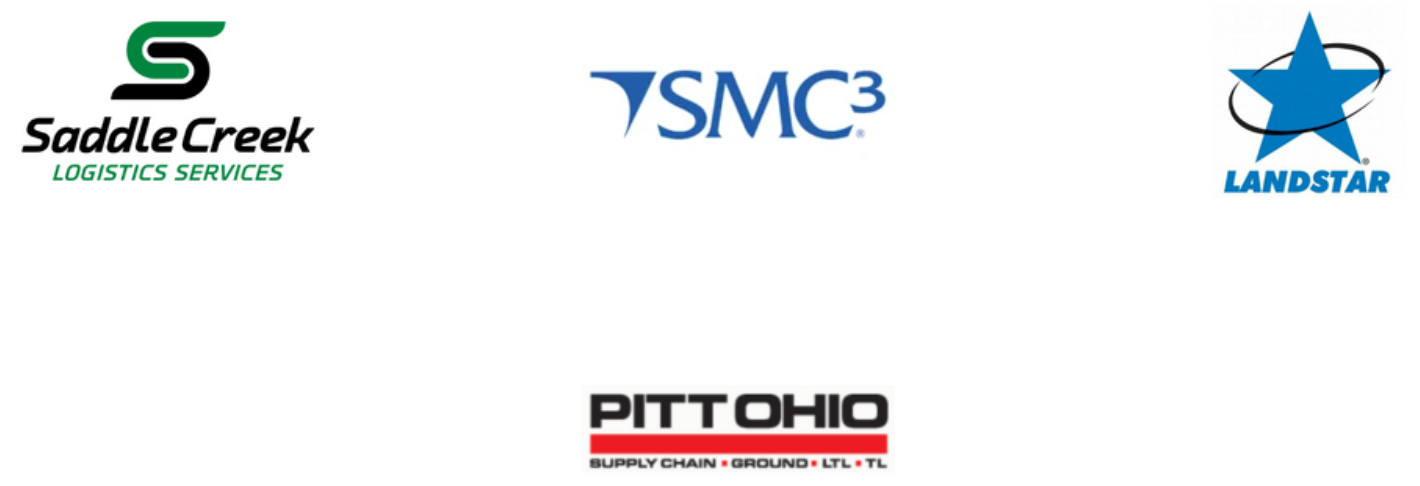 Saddle Creek
LOGISTICS SERVICES
SMC³
LANDSTAR
PITT OHIO
SUPPLY CHAIN ▪ GROUND ▪ LTL ▪ TL